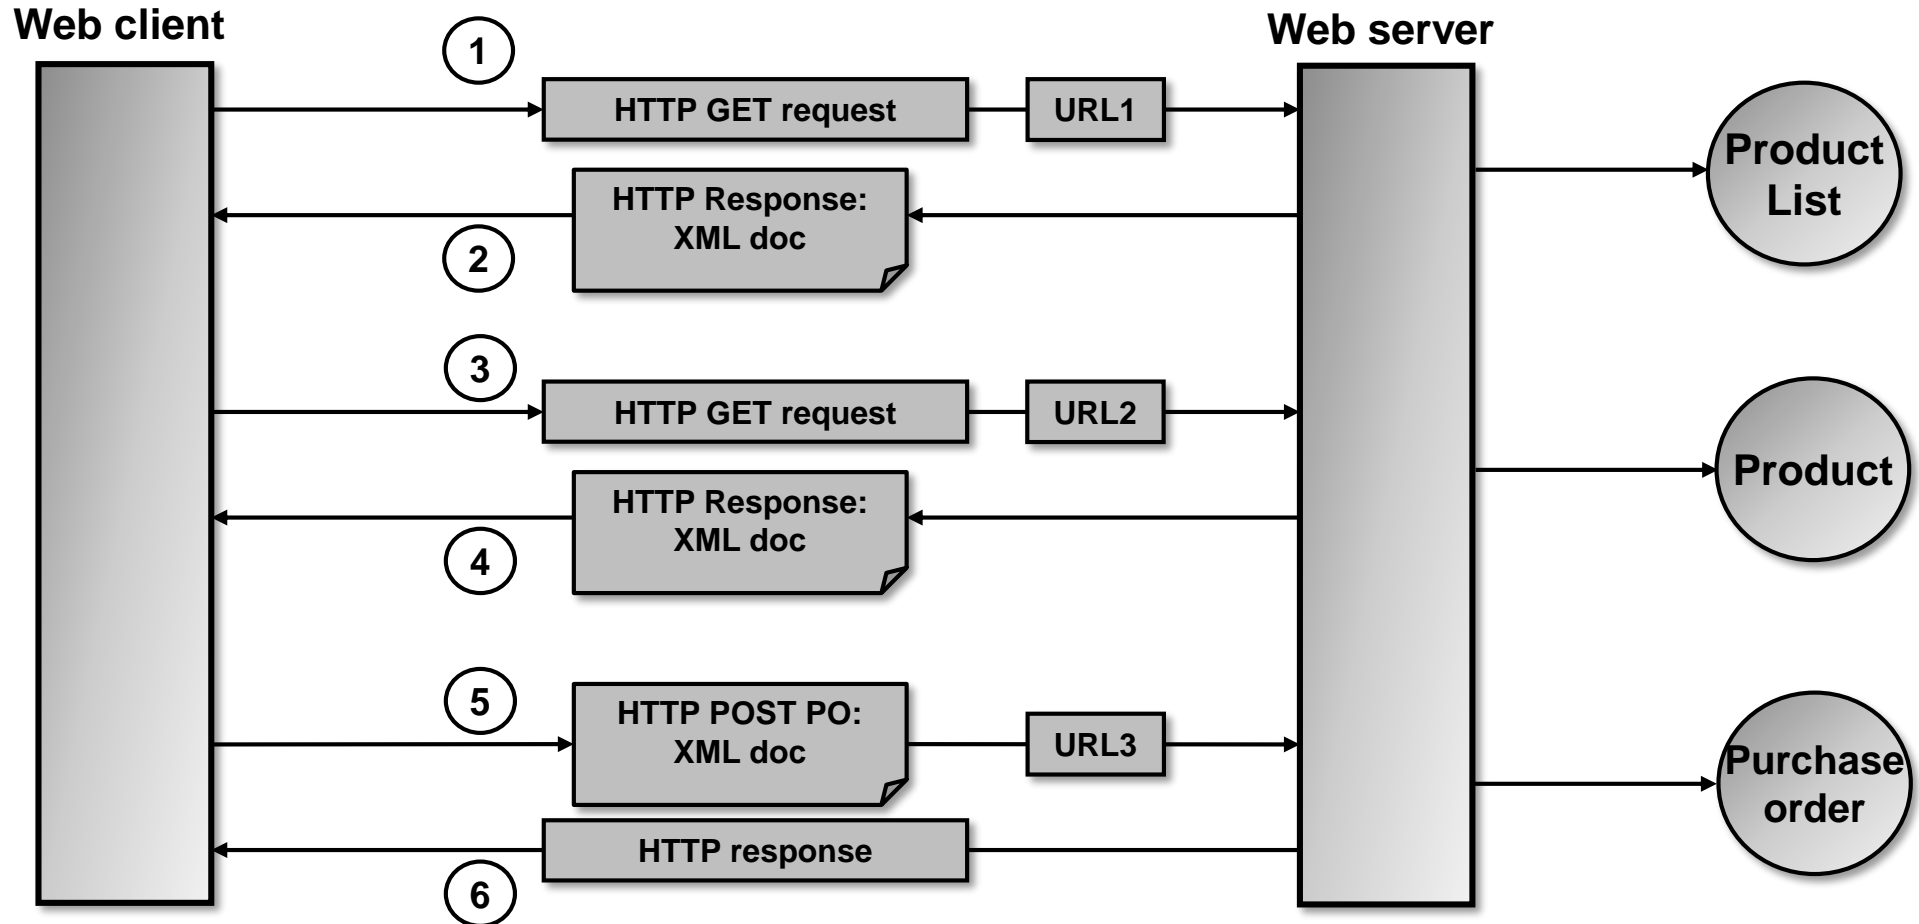 Web client
Web server
1
HTTP GET request
URL1
Product
List
HTTP Response:
XML doc
2
3
HTTP GET request
URL2
Product
HTTP Response:
XML doc
4
5
HTTP POST PO:
XML doc
URL3
Purchase
order
HTTP response
6